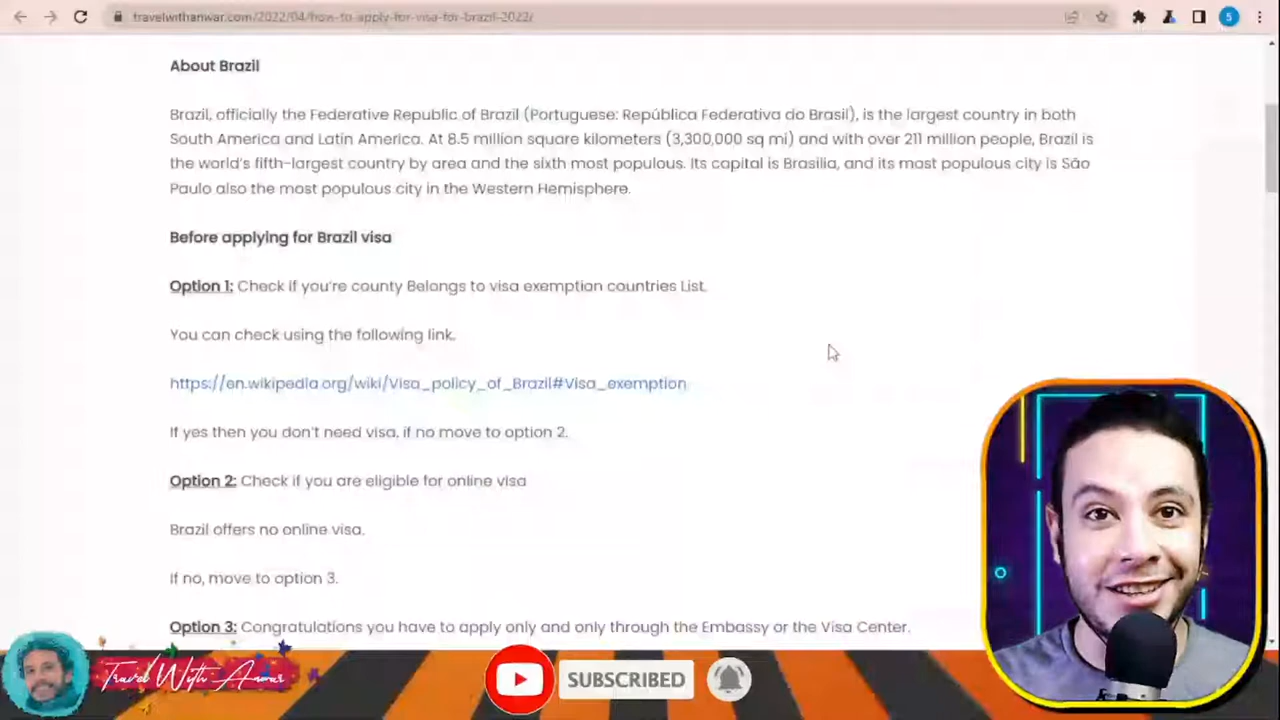 travelwithanwar.com/2022/04/how-to-apply-for-visa-for-brazil-2022/
5
About Brazil
Brazil, officially the Federative Republic of Brazil (Portuguese: República Federativa do Brasil), is the largest country in both
South America and Latin America. At 8.5 million square kilometers (3,300,000 sq mi) and with over 211 million people, Brazil is
the world's fifth-largest country by area and the sixth most populous. Its capital is Brasília, and its most populous city is São
Paulo also the most populous city in the Western Hemisphere.
Before applying for Brazil visa
Option 1: Check if you're county Belongs to visa exemption countries List.
You can check using the following link.
https://en.wikipedia.org/wiki/Visa_policy_of_Brazil#Visa_exemption
If yes then you don't need visa, if no move to option 2.
Option 2: Check if you are eligible for online visa
Brazil offers no online visa.
If no, move to option 3.
Option 3: Congratulations you have to apply only and only through the Embassy or the Visa Center.
Travel With Anwar
SUBSCRIBED